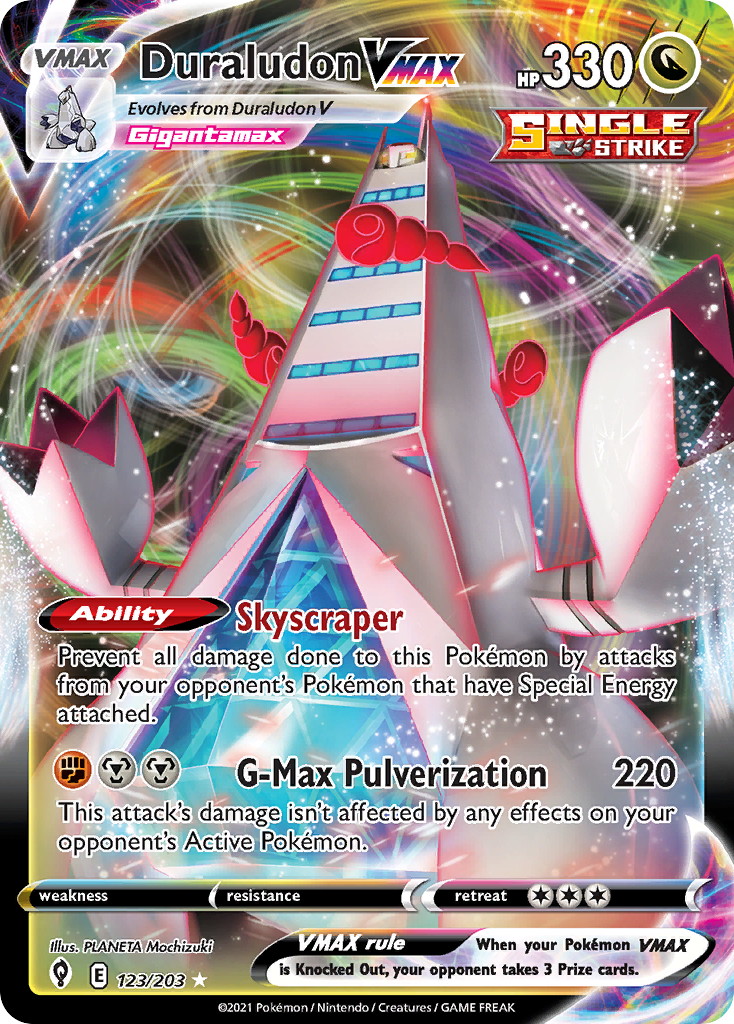 VMAX
Duraludon VMAX
HP 330
Evolves from Duraludon V
Gigantamax
SINGLE
STRIKE
Ability Skyscraper
Prevent all damage done to this Pokémon by attacks
from your opponent's Pokémon that have Special Energy
attached.
G-Max Pulverization 220
This attack's damage isn't affected by any effects on your
opponent's Active Pokémon.
weakness resistance retreat
Illus. PLANETA Mochizuki
E 123/203
VMAX rule When your Pokémon VMAX
is Knocked Out, your opponent takes 3 Prize cards.
©2021 Pokémon / Nintendo / Creatures / GAME FREAK